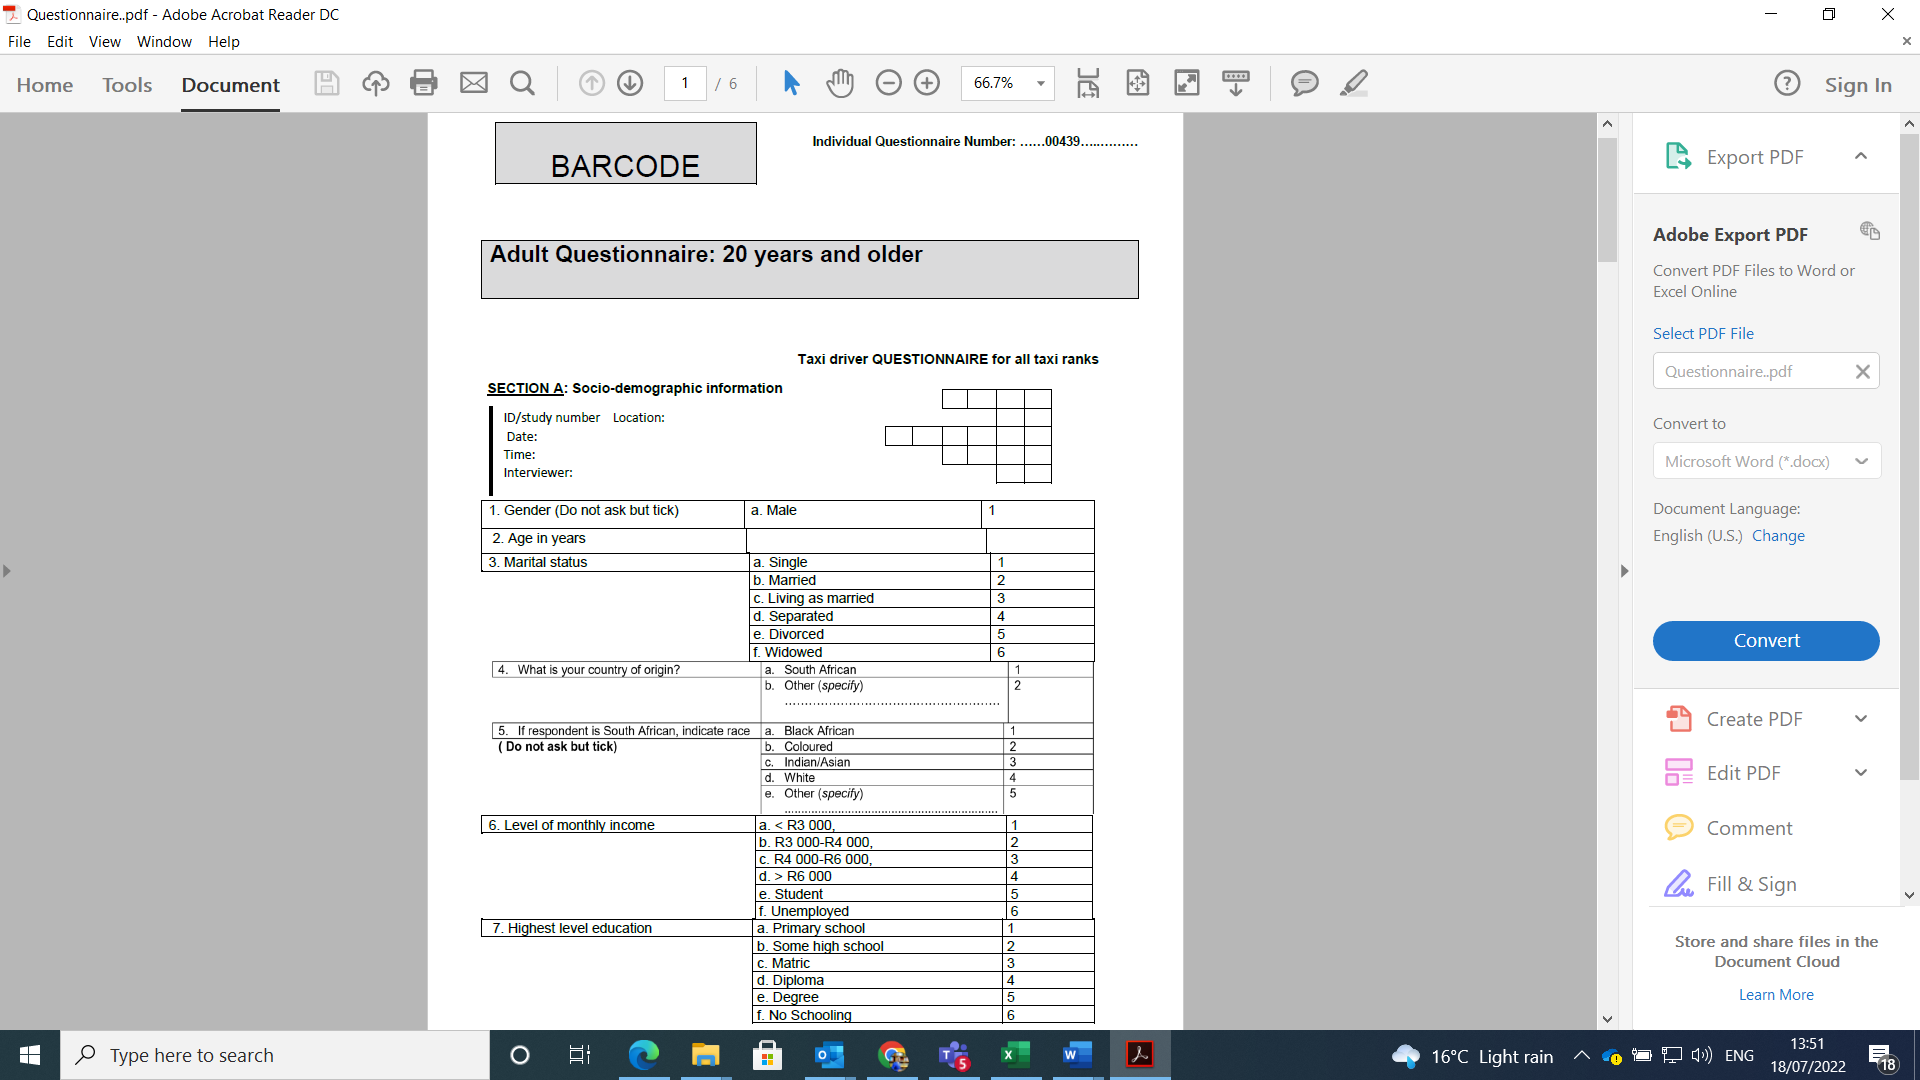 Questionnaire..pdf - Adobe Acrobat Reader DC
File Edit View Window Help
Home Tools Document 1 / 6 66.7% Sign In
BARCODE
Individual Questionnaire Number: ……00439…..………
Adult Questionnaire: 20 years and older
Taxi driver QUESTIONNAIRE for all taxi ranks
SECTION A: Socio-demographic information
ID/study number Location:
Date:
Time:
Interviewer:
1. Gender (Do not ask but tick) a. Male 1
2. Age in years
3. Marital status a. Single 1
b. Married 2
c. Living as married 3
d. Separated 4
e. Divorced 5
f. Widowed 6
4. What is your country of origin? a. South African 1
b. Other (specify) 2
5. If respondent is South African, indicate race a. Black African 1
( Do not ask but tick) b. Coloured 2
c. Indian/Asian 3
d. White 4
e. Other (specify) 5
6. Level of monthly income a. < R3 000, 1
b. R3 000-R4 000, 2
c. R4 000-R6 000, 3
d. > R6 000 4
e. Student 5
f. Unemployed 6
7. Highest level education a. Primary school 1
b. Some high school 2
c. Matric 3
d. Diploma 4
e. Degree 5
f. No Schooling 6
Export PDF
Adobe Export PDF
Convert PDF Files to Word or
Excel Online
Select PDF File
Questionnaire..pdf
Convert to
Microsoft Word (*.docx)
Document Language:
English (U.S.) Change
Convert
Create PDF
Edit PDF
Comment
Fill & Sign
Store and share files in the
Document Cloud
Learn More
Type here to search
5
16°C Light rain
ENG
13:51
18/07/2022
18